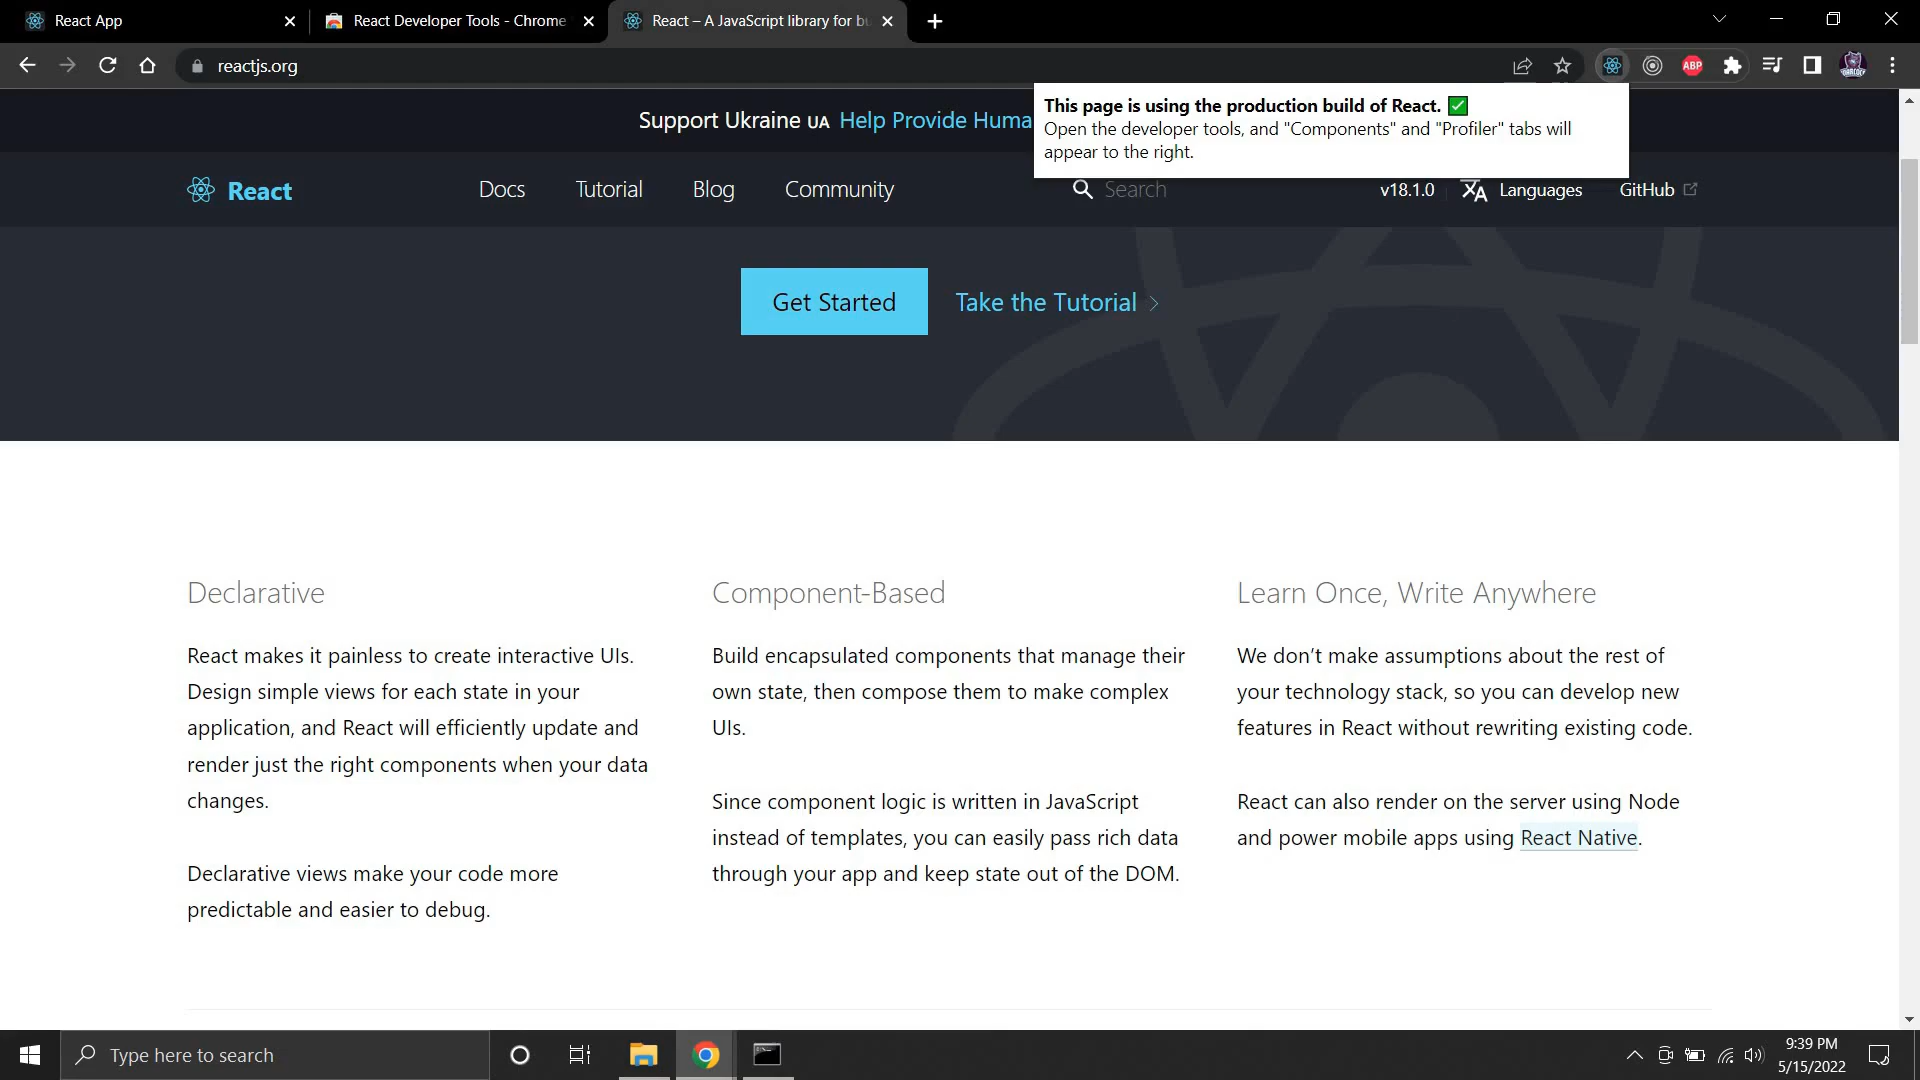 React App
React Developer Tools - Chrome
React – A JavaScript library for bu
reactjs.org
ABP
This page is using the production build of React. ✅
Open the developer tools, and "Components" and "Profiler" tabs will
appear to the right.
Support Ukraine UA Help Provide Huma
React
Docs
Tutorial
Blog
Community
Search
v18.1.0
Languages
GitHub
Get Started
Take the Tutorial
Declarative
React makes it painless to create interactive UIs.
Design simple views for each state in your
application, and React will efficiently update and
render just the right components when your data
changes.
Declarative views make your code more
predictable and easier to debug.
Component-Based
Build encapsulated components that manage their
own state, then compose them to make complex
UIs.
Since component logic is written in JavaScript
instead of templates, you can easily pass rich data
through your app and keep state out of the DOM.
Learn Once, Write Anywhere
We don’t make assumptions about the rest of
your technology stack, so you can develop new
features in React without rewriting existing code.
React can also render on the server using Node
and power mobile apps using React Native.
Type here to search
9:39 PM
5/15/2022